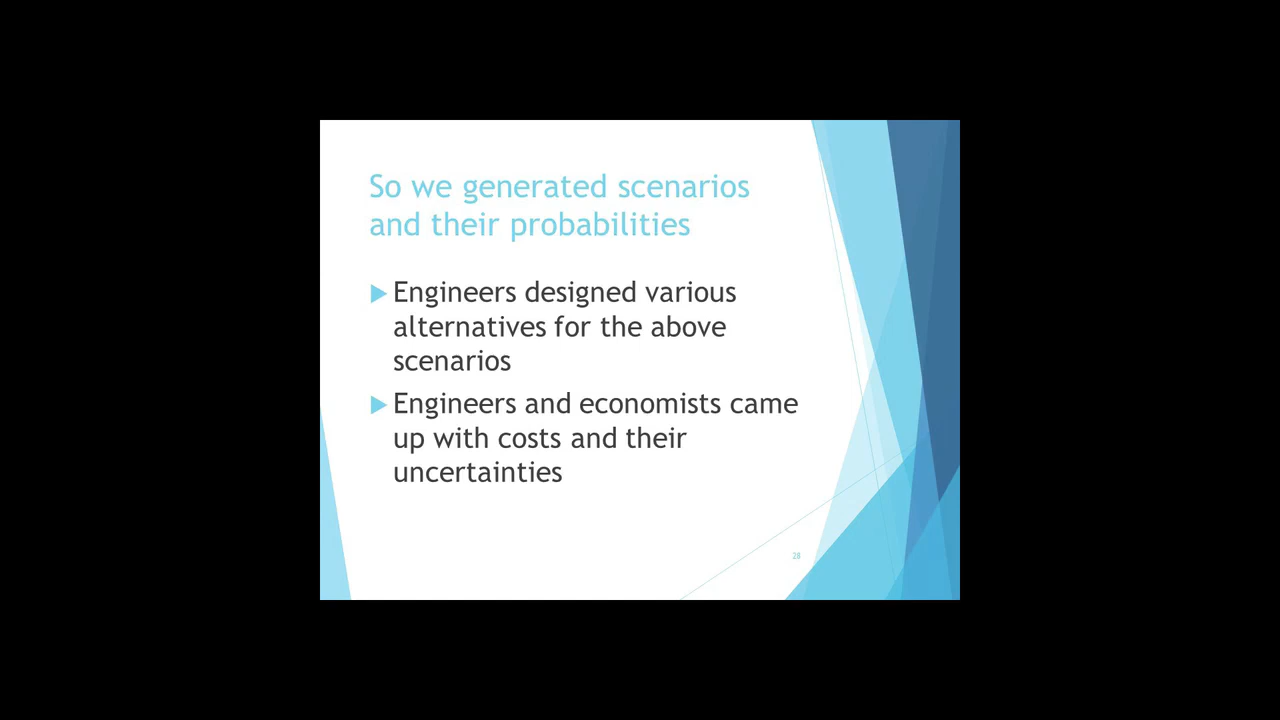 So we generated scenarios
and their probabilities
Engineers designed various
alternatives for the above
scenarios
Engineers and economists came
up with costs and their
uncertainties
28